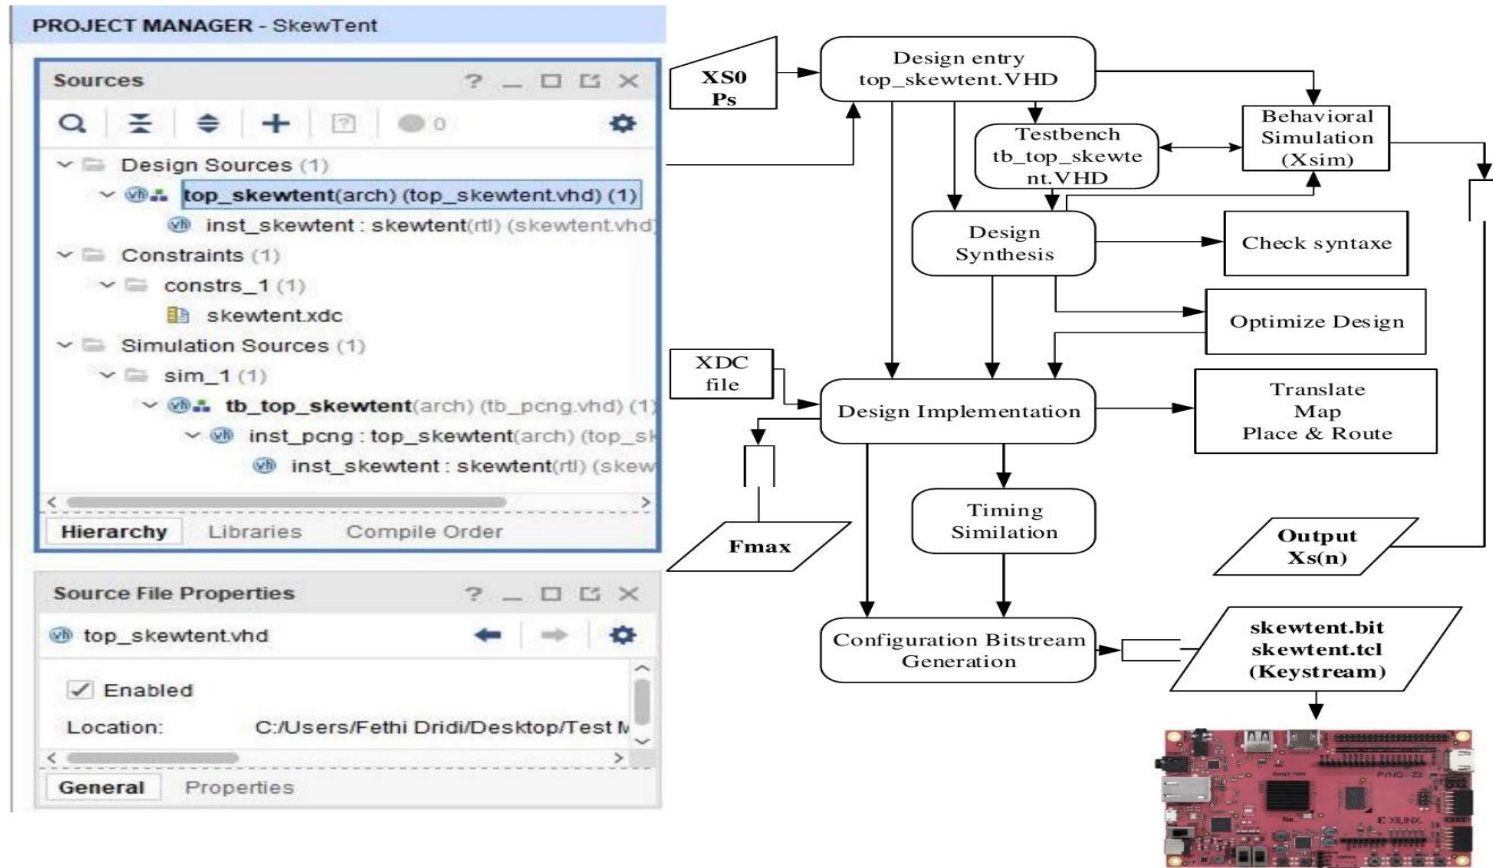 PROJECT MANAGER - SkewTent
Sources
? _
0
Design Sources (1)
top_skewtent(arch) (top_skewtent.vhd) (1)
inst_skewtent : skewtent(rtl) (skewtent.vhd
Constraints (1)
constrs_1 (1)
skewtent.xdc
Simulation Sources (1)
sim_1 (1)
tb_top_skewtent(arch) (tb_pcng.vhd) (1)
inst_pcng : top_skewtent(arch) (top_sk
inst_skewtent : skewtent(rtl) (skew
Hierarchy Libraries Compile Order
Source File Properties
? _
top_skewtent.vhd
Enabled
Location: C:/Users/Fethi Dridi/Desktop/Test M
General Properties
XS0
Ps
Design entry
top_skewtent.VHD
Testbench
tb_top_skewte
nt.VHD
Behavioral
Simulation
(Xsim)
Design
Synthesis
Check syntaxe
Optimize Design
XDC
file
Design Implementation
Translate
Map
Place & Route
Timing
Similation
Fmax
Output
Xs(n)
Configuration Bitstream
Generation
skewtent.bit
skewtent.tcl
(Keystream)
PYNQ-Z2
XILINX